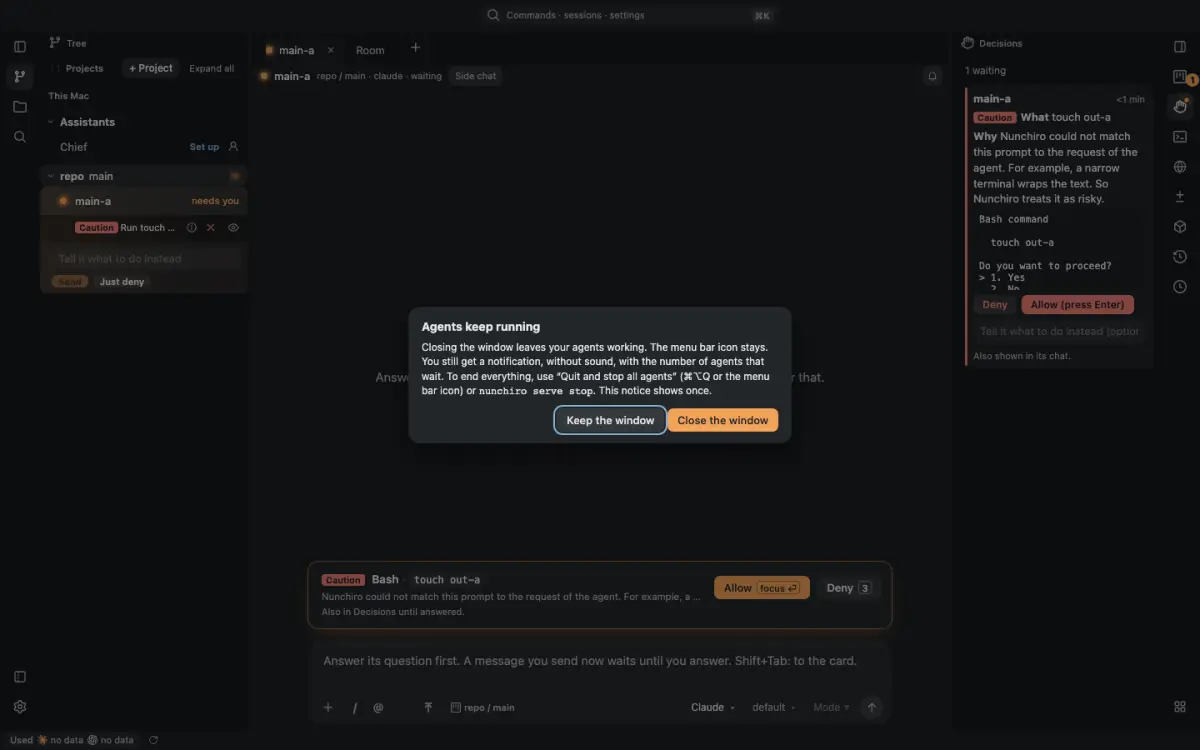 Commands · sessions · settings
⌘K
Tree
Projects
+ Project
Expand all
This Mac
Assistants
Chief
Set up
repo main
main-a
needs you
Caution Run touch ...
Tell it what to do instead
Send
Just deny
main-a ×
Room
+
main-a repo / main · claude · waiting
Side chat
Answ
r that.
Agents keep running
Closing the window leaves your agents working. The menu bar icon stays.
You still get a notification, without sound, with the number of agents that
wait. To end everything, use “Quit and stop all agents” (⌘⌥Q or the menu
bar icon) or nunchiro serve stop. This notice shows once.
Keep the window
Close the window
Caution Bash · touch out-a
Nunchiro could not match this prompt to the request of the agent. For example, a ...
Also in Decisions until answered.
Allow focus ⏎
Deny 3
Answer its question first. A message you send now waits until you answer. Shift+Tab: to the card.
+ / @
repo / main
Claude
default
Mode
Decisions
1 waiting
main-a
<1 min
Caution What touch out-a
Why Nunchiro could not match
this prompt to the request of the
agent. For example, a narrow
terminal wraps the text. So
Nunchiro treats it as risky.
Bash command
touch out-a
Do you want to proceed?
> 1. Yes
2. No
Deny
Allow (press Enter)
Tell it what to do instead (option
Also shown in its chat.
1
Used no data no data